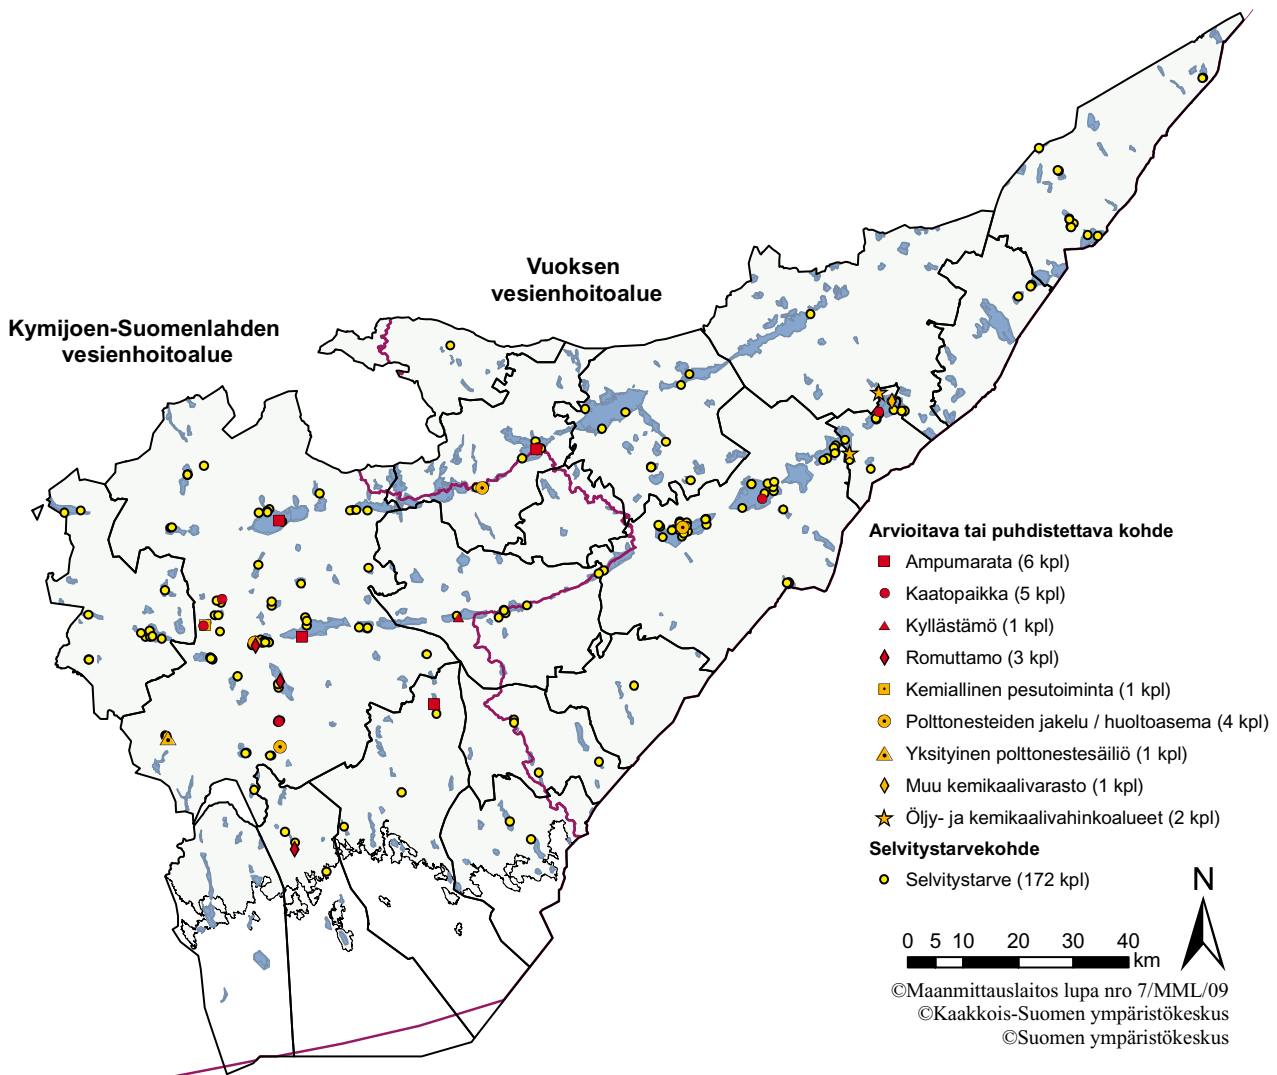 Vuoksen
vesienhoitoalue
Kymijoen-Suomenlahden
vesienhoitoalue
Arvioitava tai puhdistettava kohde
Ampumarata (6 kpl)
Kaatopaikka (5 kpl)
Kyllästämö (1 kpl)
Romuttamo (3 kpl)
Kemiallinen pesutoiminta (1 kpl)
Polttonesteiden jakelu / huoltoasema (4 kpl)
Yksityinen polttonestesäiliö (1 kpl)
Muu kemikaalivarasto (1 kpl)
Öljy- ja kemikaalivahinkoalueet (2 kpl)
Selvitystarvekohde
Selvitystarve (172 kpl)
N
0 5 10 20 30 40
km
©Maanmittauslaitos lupa nro 7/MML/09
©Kaakkois-Suomen ympäristökeskus
©Suomen ympäristökeskus